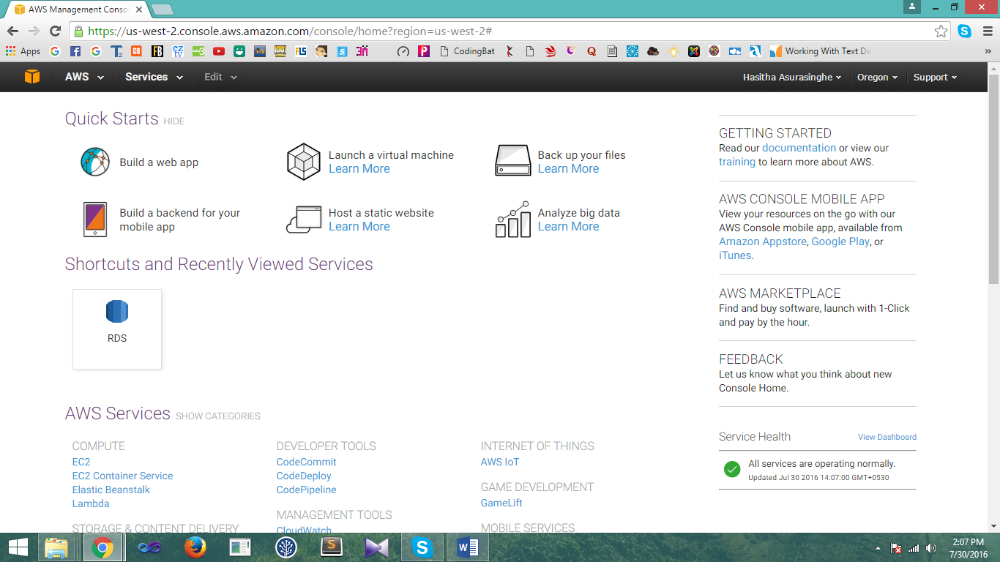 AWS Management Conso
https://us-west-2.console.aws.amazon.com/console/home?region=us-west-2#
Apps
CodingBat
Working With Text Da
»
AWS Services Edit
Hasitha Asurasinghe Oregon Support
Quick Starts HIDE
Build a web app
Launch a virtual machine
Learn More
Back up your files
Learn More
Build a backend for your
mobile app
Host a static website
Learn More
Analyze big data
Learn More
Shortcuts and Recently Viewed Services
RDS
AWS Services SHOW CATEGORIES
COMPUTE
EC2
EC2 Container Service
Elastic Beanstalk
Lambda
STORAGE & CONTENT DELIVERY
DEVELOPER TOOLS
CodeCommit
CodeDeploy
CodePipeline
MANAGEMENT TOOLS
CloudWatch
INTERNET OF THINGS
AWS IoT
GAME DEVELOPMENT
GameLift
MOBILE SERVICES
GETTING STARTED
Read our documentation or view our
training to learn more about AWS.
AWS CONSOLE MOBILE APP
View your resources on the go with our
AWS Console mobile app, available from
Amazon Appstore, Google Play, or
iTunes.
AWS MARKETPLACE
Find and buy software, launch with 1-Click
and pay by the hour.
FEEDBACK
Let us know what you think about new
Console Home.
Service Health View Dashboard
All services are operating normally.
Updated Jul 30 2016 14:07:00 GMT+0530
2:07 PM
7/30/2016